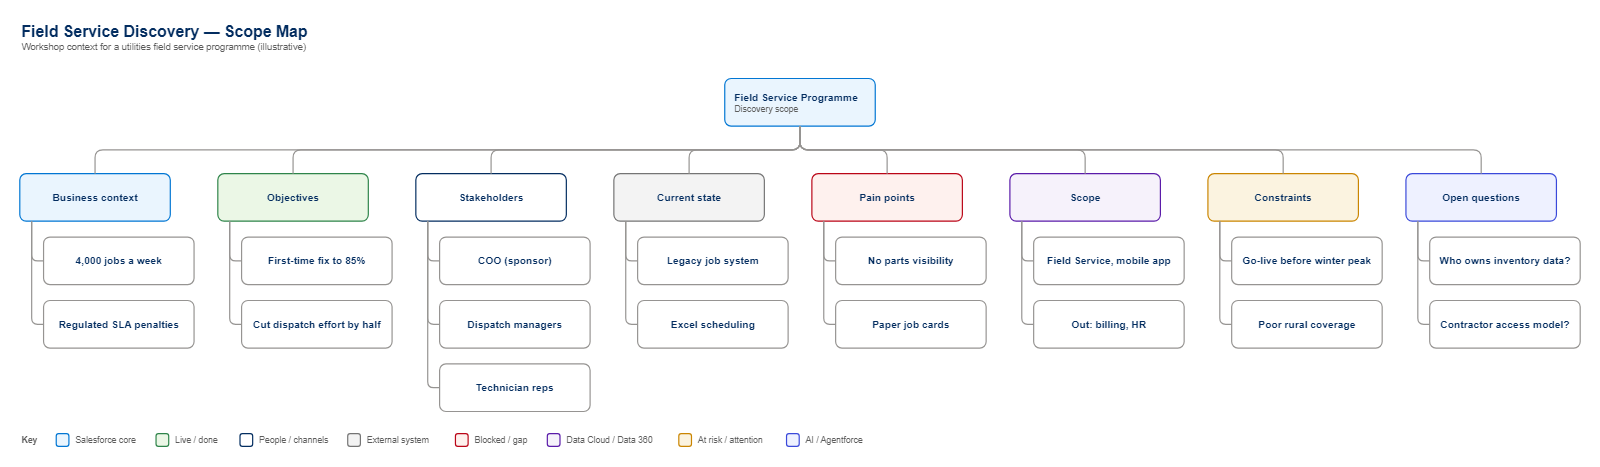 Field Service Discovery — Scope Map
Workshop context for a utilities field service programme (illustrative)
Field Service Programme
Discovery scope
Business context
Objectives
Stakeholders
Current state
Pain points
Scope
Constraints
Open questions
4,000 jobs a week
First-time fix to 85%
COO (sponsor)
Legacy job system
No parts visibility
Field Service, mobile app
Go-live before winter peak
Who owns inventory data?
Regulated SLA penalties
Cut dispatch effort by half
Dispatch managers
Excel scheduling
Paper job cards
Out: billing, HR
Poor rural coverage
Contractor access model?
Technician reps
Key
Salesforce core
Live / done
People / channels
External system
Blocked / gap
Data Cloud / Data 360
At risk / attention
AI / Agentforce